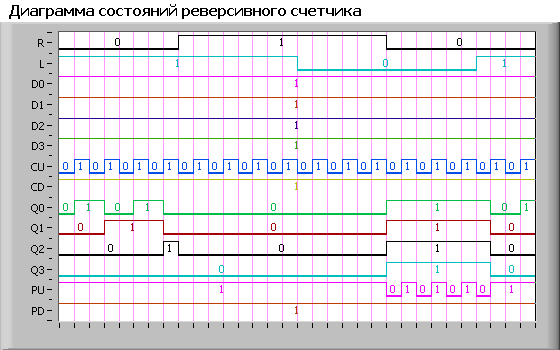 Диаграмма состояний реверсивного счетчика
R 0 1 0
L 1 0 1
D0 1
D1 1
D2 1
D3 1
CU 0 1 0 1 0 1 0 1 0 1 0 1 0 1 0 1 0 1 0 1 0 1 0 1 0 1 0 1 0 1 0 1
CD 1
Q0 0 1 0 1 0 1 0 1
Q1 0 1 0 1 0
Q2 0 1 0 1 0
Q3 0 1 0
PU 1 0 1 0 1 0 1 0 1
PD 1